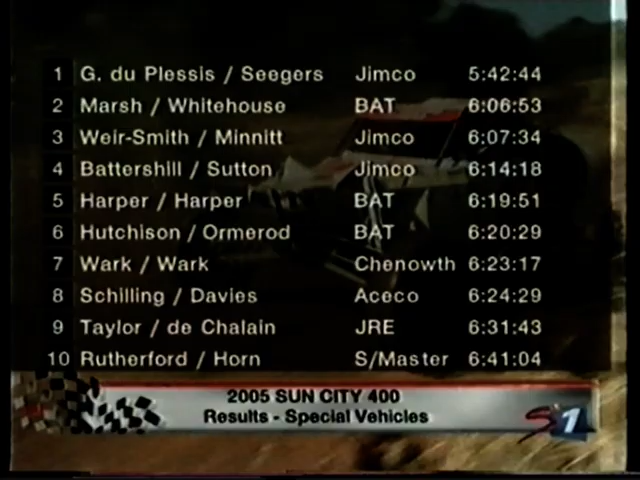 1 G. du Plessis / Seegers Jimco 5:42:44
2 Marsh / Whitehouse BAT 6:06:53
3 Weir-Smith / Minnitt Jimco 6:07:34
4 Battershill / Sutton Jimco 6:14:18
5 Harper / Harper BAT 6:19:51
6 Hutchison / Ormerod BAT 6:20:29
7 Wark / Wark Chenowth 6:23:17
8 Schilling / Davies Aceco 6:24:29
9 Taylor / de Chalain JRE 6:31:43
10 Rutherford / Horn S/Master 6:41:04
2005 SUN CITY 400
Results - Special Vehicles
S 1